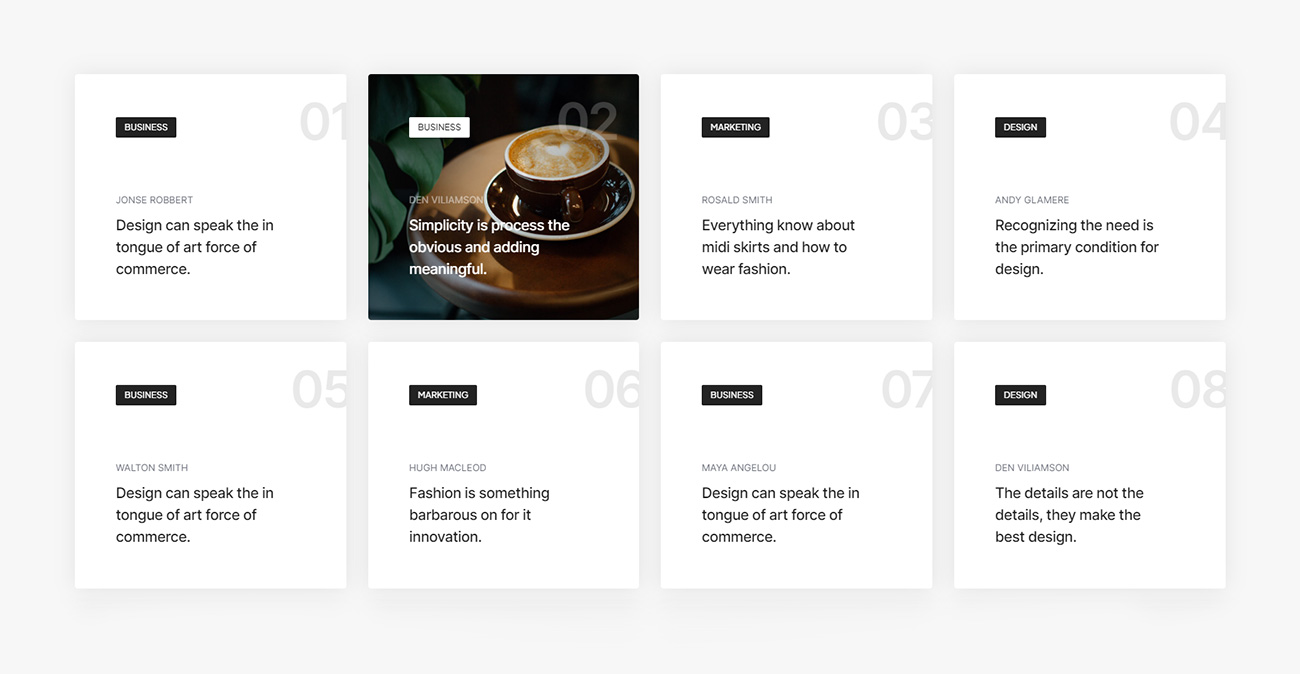 01
BUSINESS
JONSE ROBBERT
Design can speak the in
tongue of art force of
commerce.
02
BUSINESS
DEN VILIAMSON
Simplicity is process the
obvious and adding
meaningful.
03
MARKETING
ROSALD SMITH
Everything know about
midi skirts and how to
wear fashion.
04
DESIGN
ANDY GLAMERE
Recognizing the need is
the primary condition for
design.
05
BUSINESS
WALTON SMITH
Design can speak the in
tongue of art force of
commerce.
06
MARKETING
HUGH MACLEOD
Fashion is something
barbarous on for it
innovation.
07
BUSINESS
MAYA ANGELOU
Design can speak the in
tongue of art force of
commerce.
08
DESIGN
DEN VILIAMSON
The details are not the
details, they make the
best design.